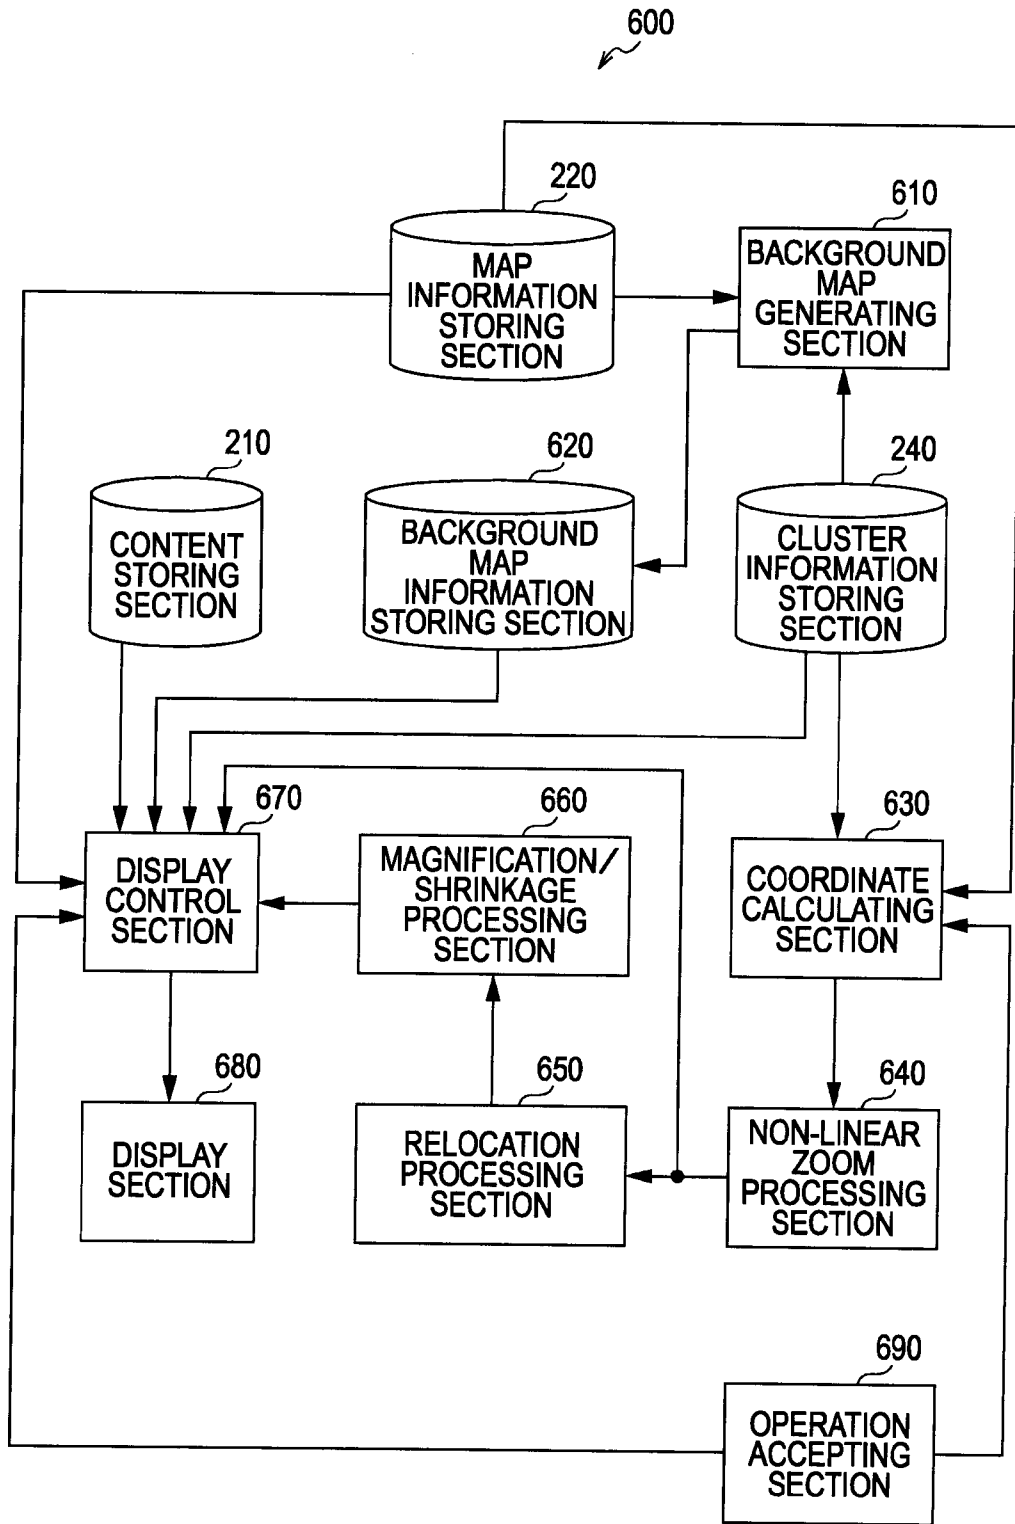 600
220
MAP
INFORMATION
STORING
SECTION
610
BACKGROUND
MAP
GENERATING
SECTION
210
CONTENT
STORING
SECTION
620
BACKGROUND
MAP
INFORMATION
STORING SECTION
240
CLUSTER
INFORMATION
STORING
SECTION
670
DISPLAY
CONTROL
SECTION
660
MAGNIFICATION/
SHRINKAGE
PROCESSING
SECTION
630
COORDINATE
CALCULATING
SECTION
680
DISPLAY
SECTION
650
RELOCATION
PROCESSING
SECTION
640
NON-LINEAR
ZOOM
PROCESSING
SECTION
690
OPERATION
ACCEPTING
SECTION